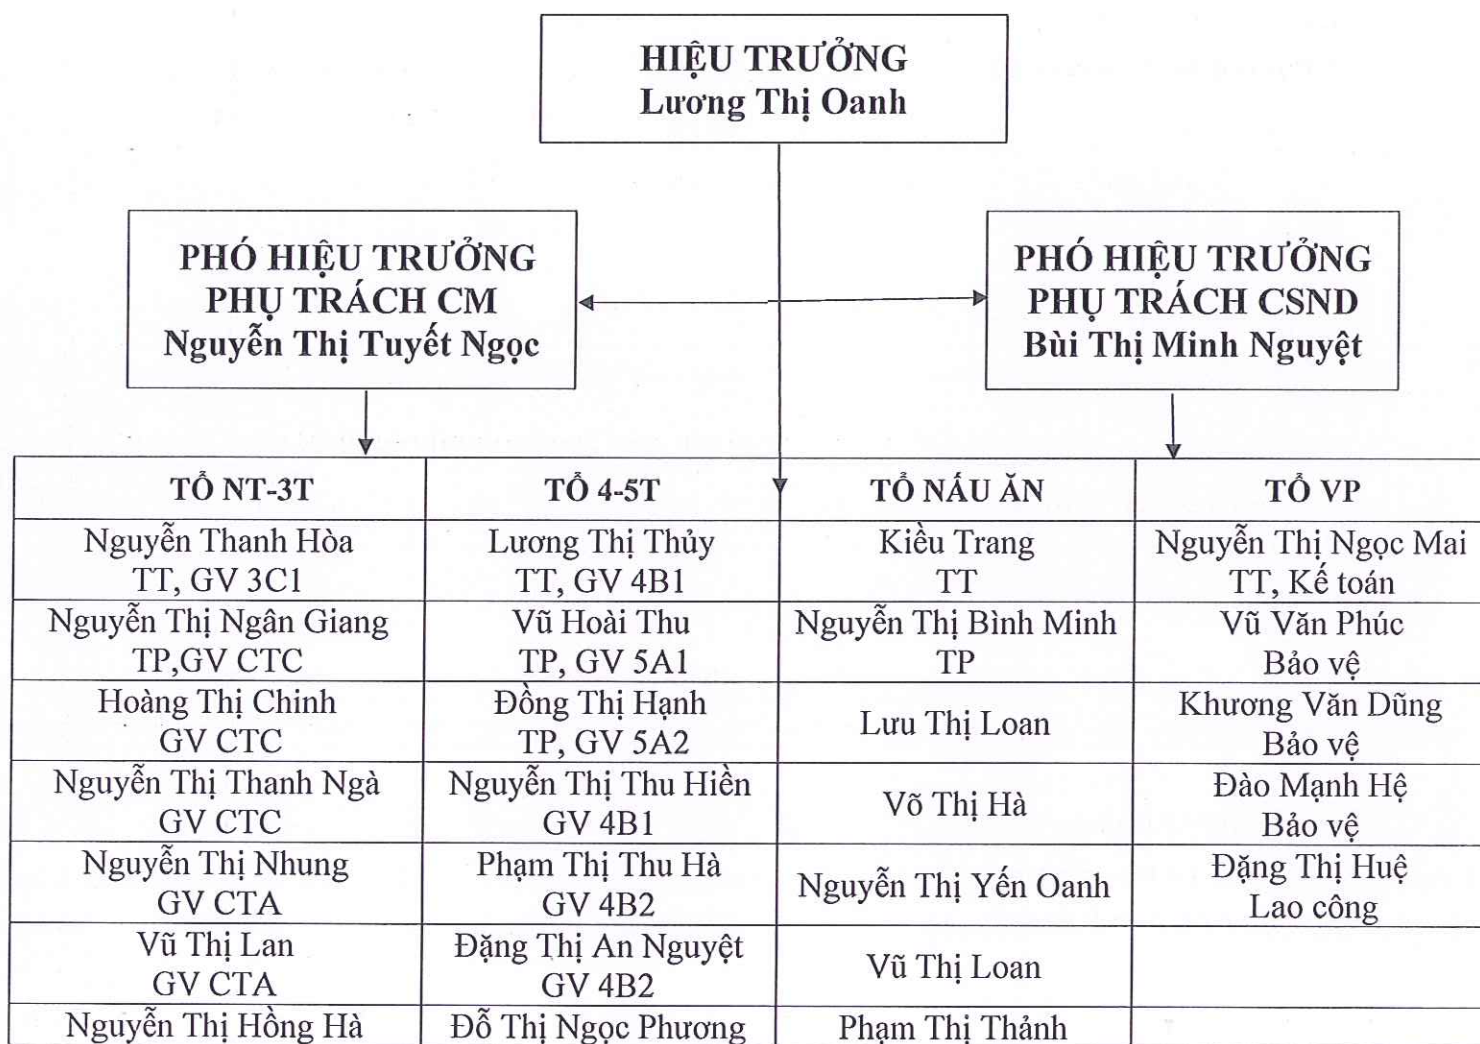 HIỆU TRƯỞNG
Lương Thị Oanh
PHÓ HIỆU TRƯỞNG
PHỤ TRÁCH CM
Nguyễn Thị Tuyết Ngọc
PHÓ HIỆU TRƯỞNG
PHỤ TRÁCH CSND
Bùi Thị Minh Nguyệt
TỔ NT-3T
TỔ 4-5T
TỔ NẤU ĂN
TỔ VP
Nguyễn Thanh Hòa
TT, GV 3C1
Lương Thị Thủy
TT, GV 4B1
Kiều Trang
TT
Nguyễn Thị Ngọc Mai
TT, Kế toán
Nguyễn Thị Ngân Giang
TP,GV CTC
Vũ Hoài Thu
TP, GV 5A1
Nguyễn Thị Bình Minh
TP
Vũ Văn Phúc
Bảo vệ
Hoàng Thị Chinh
GV CTC
Đồng Thị Hạnh
TP, GV 5A2
Lưu Thị Loan
Khương Văn Dũng
Bảo vệ
Nguyễn Thị Thanh Ngà
GV CTC
Nguyễn Thị Thu Hiền
GV 4B1
Võ Thị Hà
Đào Mạnh Hệ
Bảo vệ
Nguyễn Thị Nhung
GV CTA
Phạm Thị Thu Hà
GV 4B2
Nguyễn Thị Yến Oanh
Đặng Thị Huệ
Lao công
Vũ Thị Lan
GV CTA
Đặng Thị An Nguyệt
GV 4B2
Vũ Thị Loan
Nguyễn Thị Hồng Hà
Đỗ Thị Ngọc Phương
Phạm Thị Thảnh